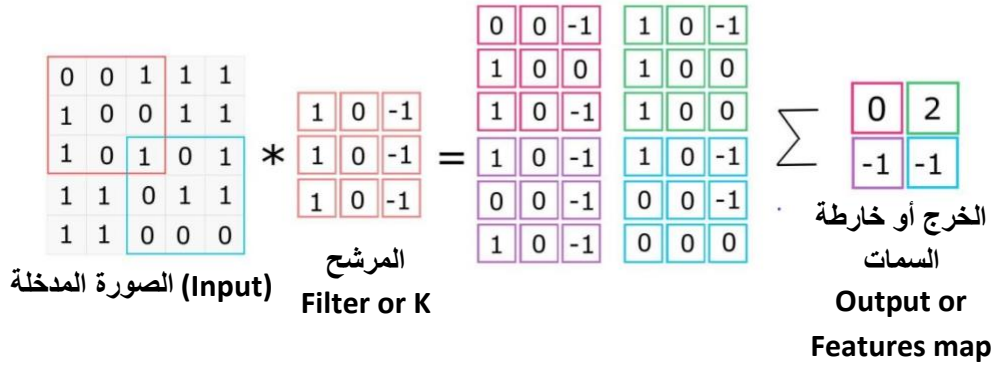 0 0 1 1 1
1 0 0 1 1
1 0 1 0 1
1 1 0 1 1
1 1 0 0 0
(Input) الصورة المدخلة
*
1 0 -1
1 0 -1
1 0 -1
المرشح
Filter or K
=
0 0 -1
1 0 0
1 0 -1
1 0 -1
1 0 0
1 0 0
1 0 -1
0 0 -1
1 0 -1
1 0 -1
0 0 -1
0 0 0
∑
0 2
-1 -1
الخرج أو خارطة
السمات
Output or
Features map